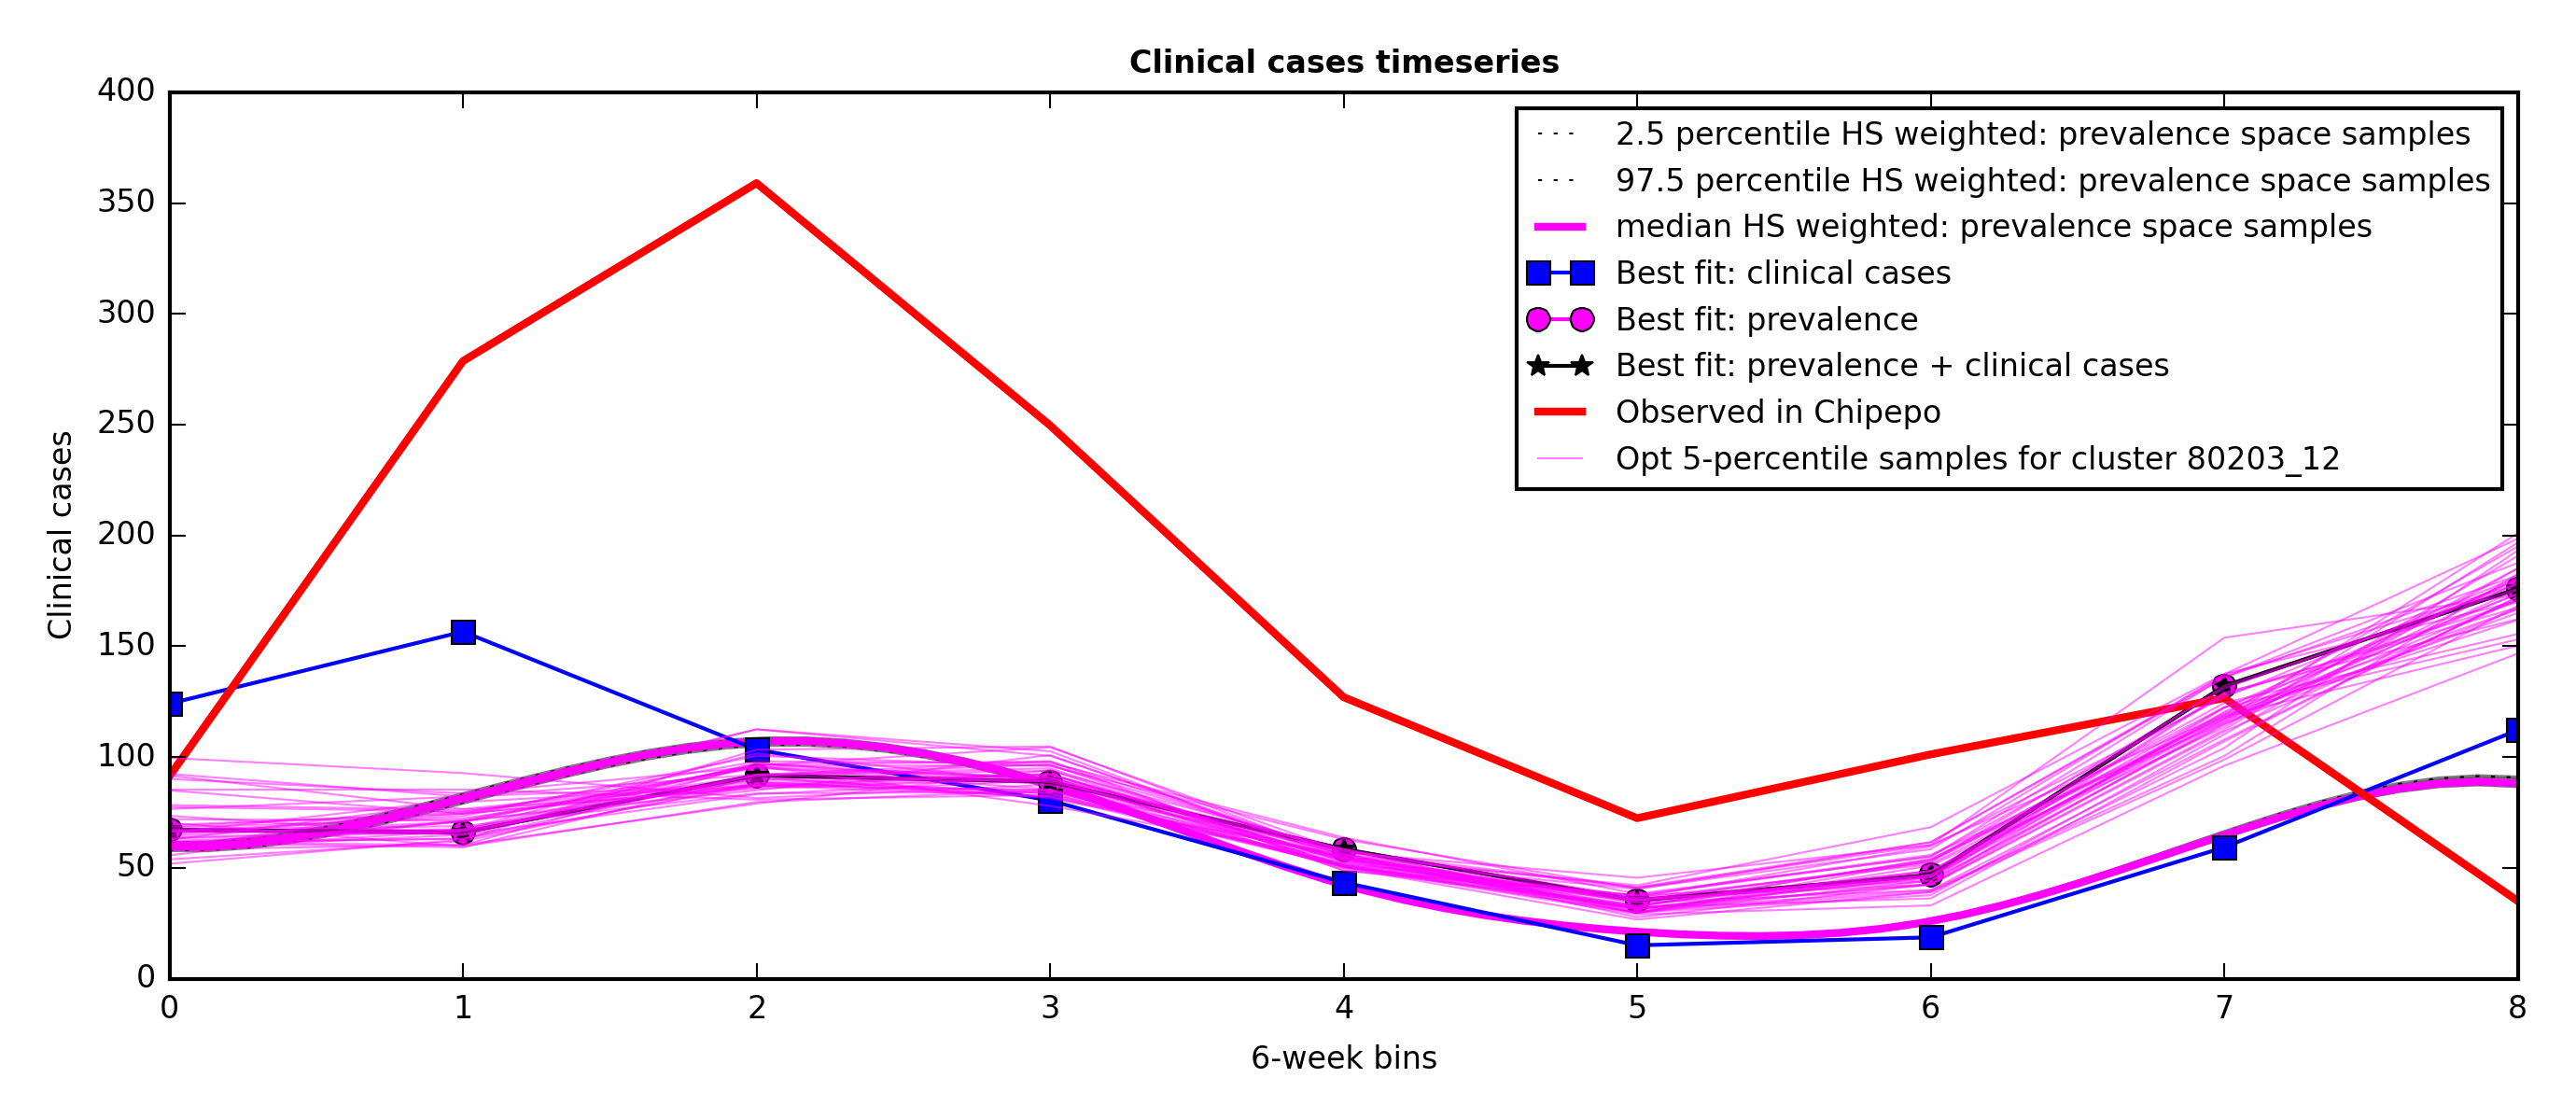 Clinical cases timeseries
400
350
300
250
200
150
100
50
0
Clinical cases
2.5 percentile HS weighted: prevalence space samples
97.5 percentile HS weighted: prevalence space samples
median HS weighted: prevalence space samples
Best fit: clinical cases
Best fit: prevalence
Best fit: prevalence + clinical cases
Observed in Chipepo
Opt 5-percentile samples for cluster 80203_12
0 1 2 3 4 5 6 7 8
6-week bins